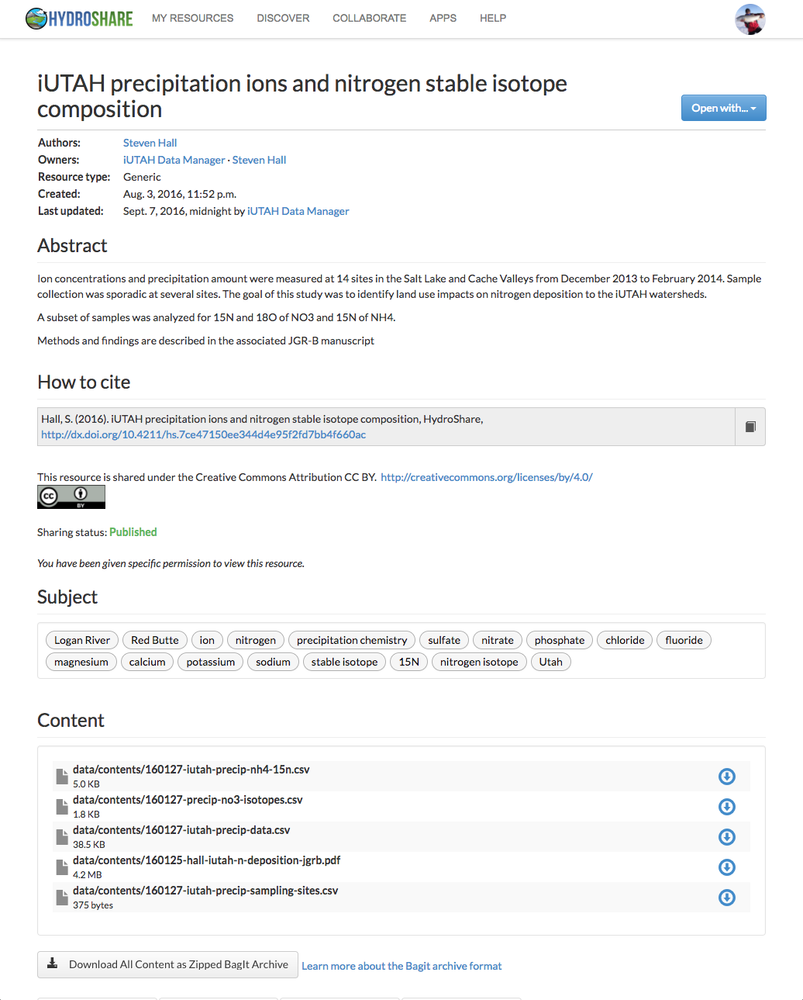 HYDROSHARE MY RESOURCES DISCOVER COLLABORATE APPS HELP
iUTAH precipitation ions and nitrogen stable isotope
composition
Open with...
Authors: Steven Hall
Owners: iUTAH Data Manager · Steven Hall
Resource type: Generic
Created: Aug. 3, 2016, 11:52 p.m.
Last updated: Sept. 7, 2016, midnight by iUTAH Data Manager
Abstract
Ion concentrations and precipitation amount were measured at 14 sites in the Salt Lake and Cache Valleys from December 2013 to February 2014. Sample
collection was sporadic at several sites. The goal of this study was to identify land use impacts on nitrogen deposition to the iUTAH watersheds.
A subset of samples was analyzed for 15N and 18O of NO3 and 15N of NH4.
Methods and findings are described in the associated JGR-B manuscript
How to cite
Hall, S. (2016). iUTAH precipitation ions and nitrogen stable isotope composition, HydroShare,
http://dx.doi.org/10.4211/hs.7ce47150ee344d4e95f2fd7bb4f660ac
This resource is shared under the Creative Commons Attribution CC BY. http://creativecommons.org/licenses/by/4.0/
cc BY
Sharing status: Published
You have been given specific permission to view this resource.
Subject
Logan River Red Butte ion nitrogen precipitation chemistry sulfate nitrate phosphate chloride fluoride
magnesium calcium potassium sodium stable isotope 15N nitrogen isotope Utah
Content
data/contents/160127-iutah-precip-nh4-15n.csv
5.0 KB
data/contents/160127-precip-no3-isotopes.csv
1.8 KB
data/contents/160127-iutah-precip-data.csv
38.5 KB
data/contents/160125-hall-iutah-n-deposition-jgrb.pdf
4.2 MB
data/contents/160127-iutah-precip-sampling-sites.csv
375 bytes
Download All Content as Zipped BagIt Archive Learn more about the Bagit archive format